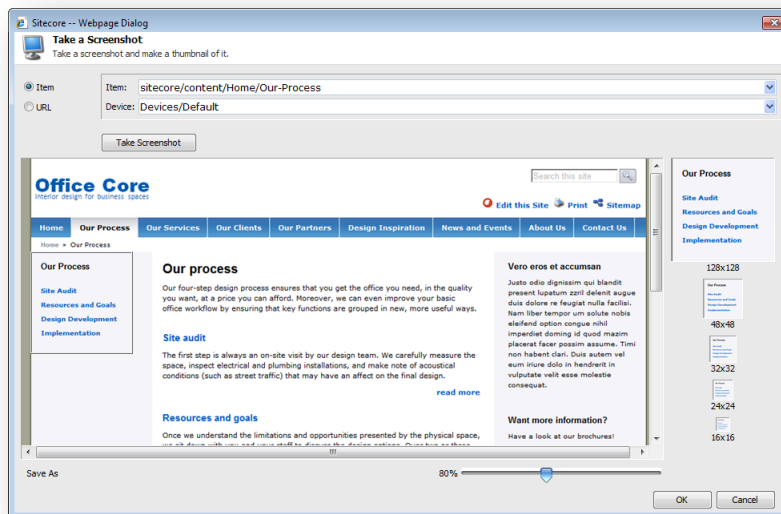 Sitecore -- Webpage Dialog
Take a Screenshot
Take a screenshot and make a thumbnail of it.
Item
Item: sitecore/content/Home/Our-Process
URL
Device: Devices/Default
Take Screenshot
Office Core
interior design for business spaces
Search this site
Edit this Site Print Sitemap
Home Our Process Our Services Our Clients Our Partners Design Inspiration News and Events About Us Contact Us
Home ▸ Our Process
Our Process
Site Audit
Resources and Goals
Design Development
Implementation
Our process
Our four-step design process ensures that you get the office you need, in the quality
you want, at a price you can afford. Moreover, we can even improve your basic
office workflow by ensuring that key functions are grouped in new, more useful ways.
Site audit
The first step is always an on-site visit by our design team. We carefully measure the
space, inspect electrical and plumbing installations, and make note of acoustical
conditions (such as street traffic) that may have an affect on the final design.
read more
Resources and goals
Once we understand the limitations and opportunities presented by the physical space,
Vero eros et accumsan
Justo odio dignissim qui blandit
present lupatum zzril delenit augue
duis dolore re feugiat nulla facilisi.
Nam liber tempor um solute nobis
eleifend option congue nihil
imperdiet doming id quod mazim
placerat facer possim assume. Timi
non habent clari. Duis autem vel
eum iriure dolo in hendrerit in
vulputate velit esse molestie
consequat.
Want more information?
Have a look at our brochures!
Our Process
Site Audit
Resources and Goals
Design Development
Implementation
128x128
48x48
32x32
24x24
16x16
Save As
80%
OK Cancel